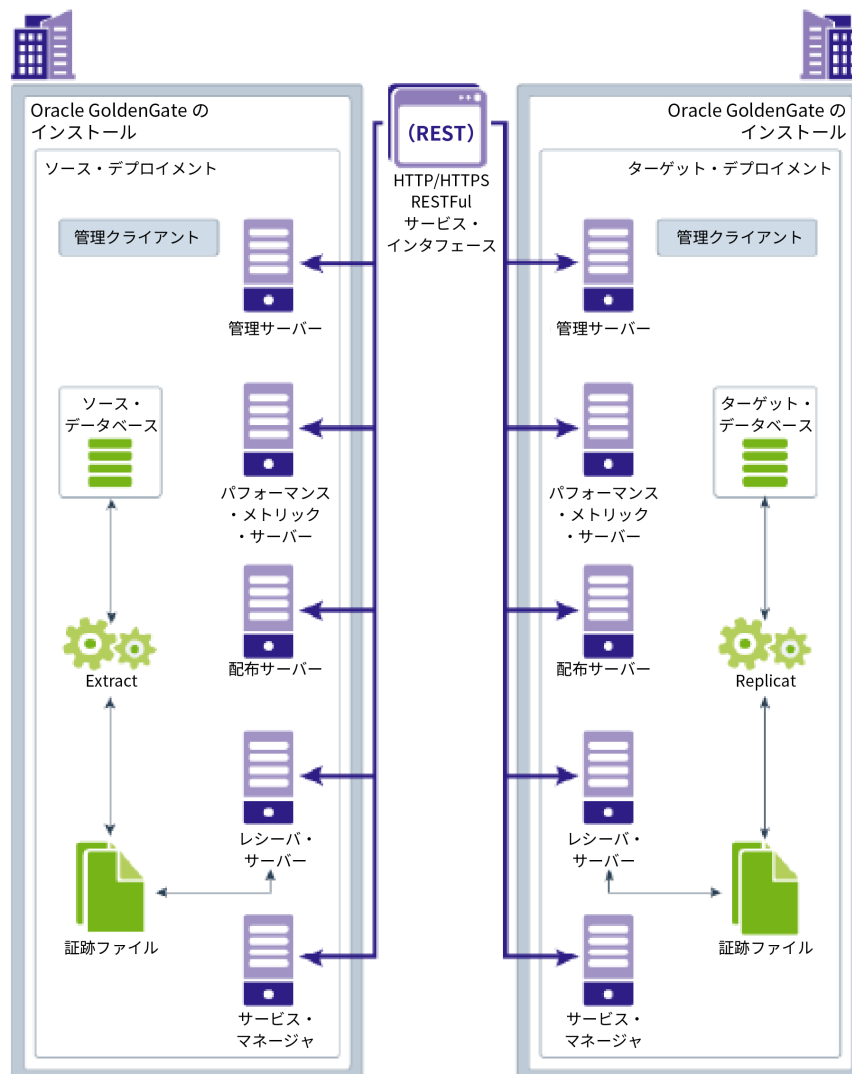 Oracle GoldenGate の
インストール
ソース・デプロイメント
管理クライアント
管理サーバー
ソース・
データベース
パフォーマンス
・メトリック
・サーバー
Extract
配布サーバー
レシーバ・
サーバー
証跡ファイル
サービス・
マネージャ
(REST)
HTTP/HTTPS
RESTFul
サービス・
インタフェース
Oracle GoldenGate の
インストール
ターゲット・デプロイメント
管理クライアント
管理サーバー
ターゲット・
データベース
パフォーマンス
・メトリック
・サーバー
配布サーバー
Replicat
レシーバ・
サーバー
証跡ファイル
サービス・
マネージャ